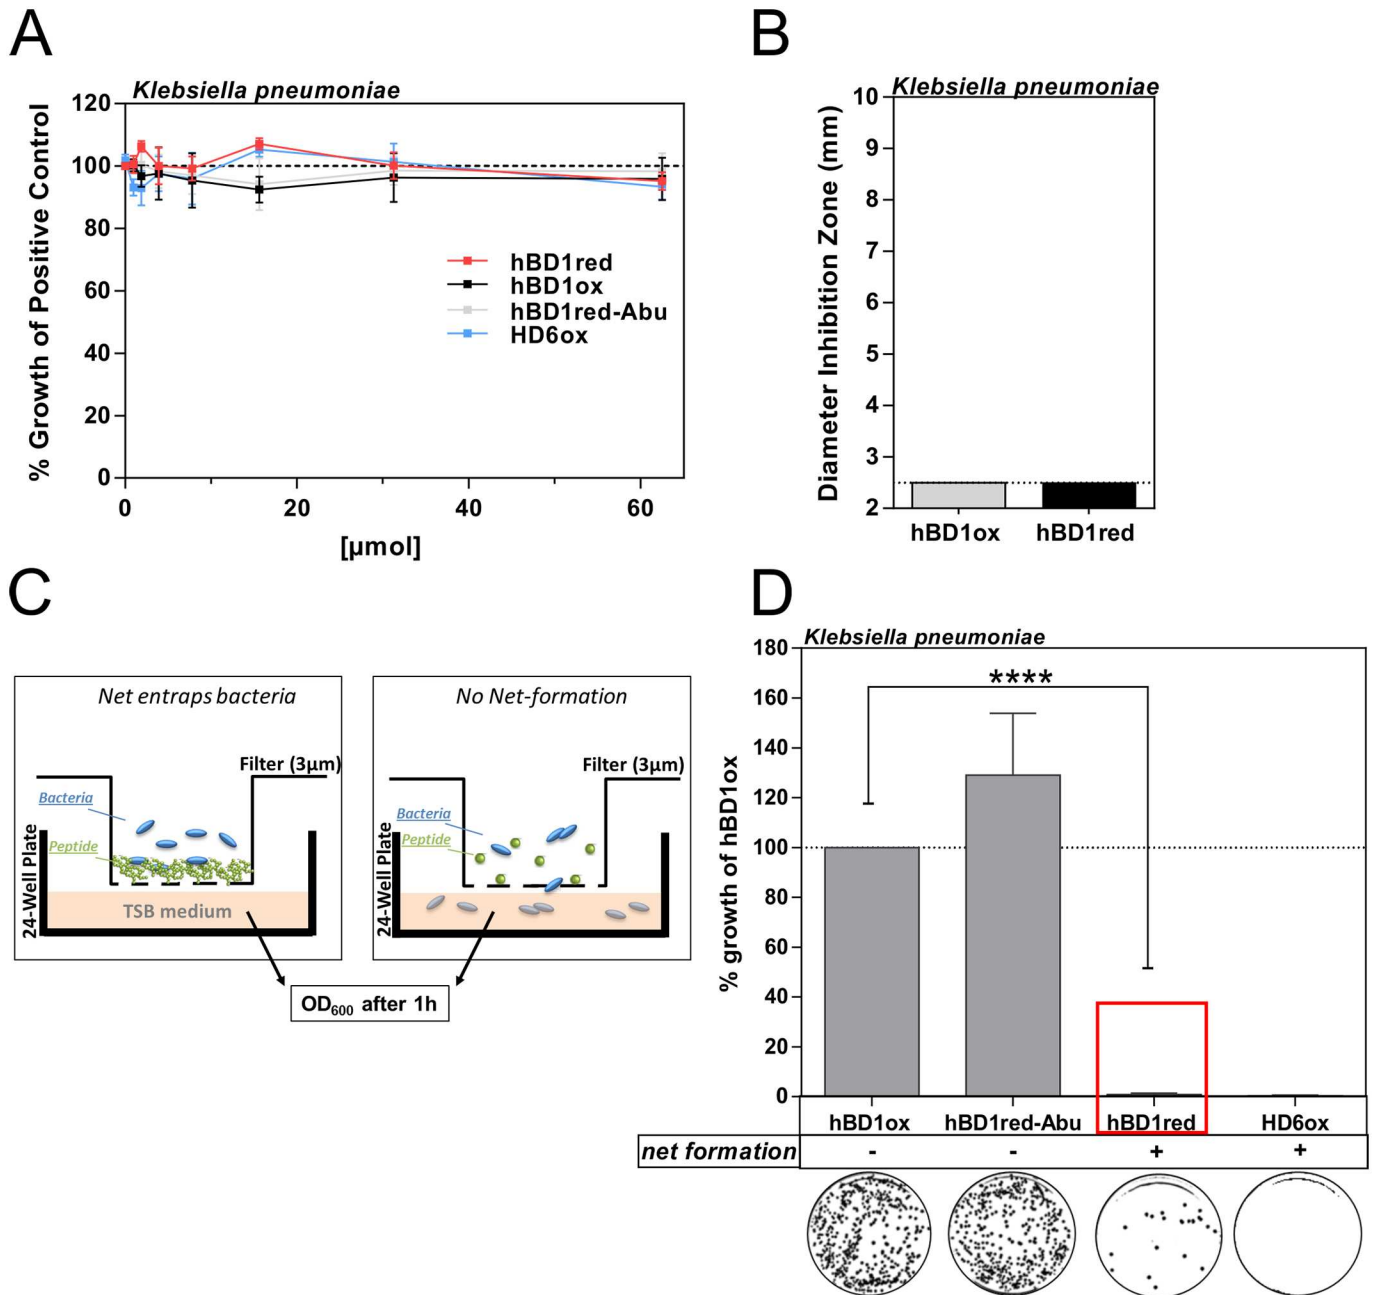 A
Klebsiella pneumoniae
% Growth of Positive Control
120
100
80
60
40
20
0
hBD1red
hBD1ox
hBD1red-Abu
HD6ox
0 20 40 60
[µmol]
B
Klebsiella pneumoniae
Diameter Inhibition Zone (mm)
10
9
8
7
6
5
4
3
2
hBD1ox hBD1red
C
Net entraps bacteria
Filter (3µm)
Bacteria
Peptide
24-Well Plate
TSB medium
No Net-formation
Filter (3µm)
Bacteria
Peptide
24-Well Plate
OD600 after 1h
D
Klebsiella pneumoniae
% growth of hBD1ox
180
160
140
120
100
80
60
40
20
0
****
hBD1ox hBD1red-Abu hBD1red HD6ox
net formation - - + +